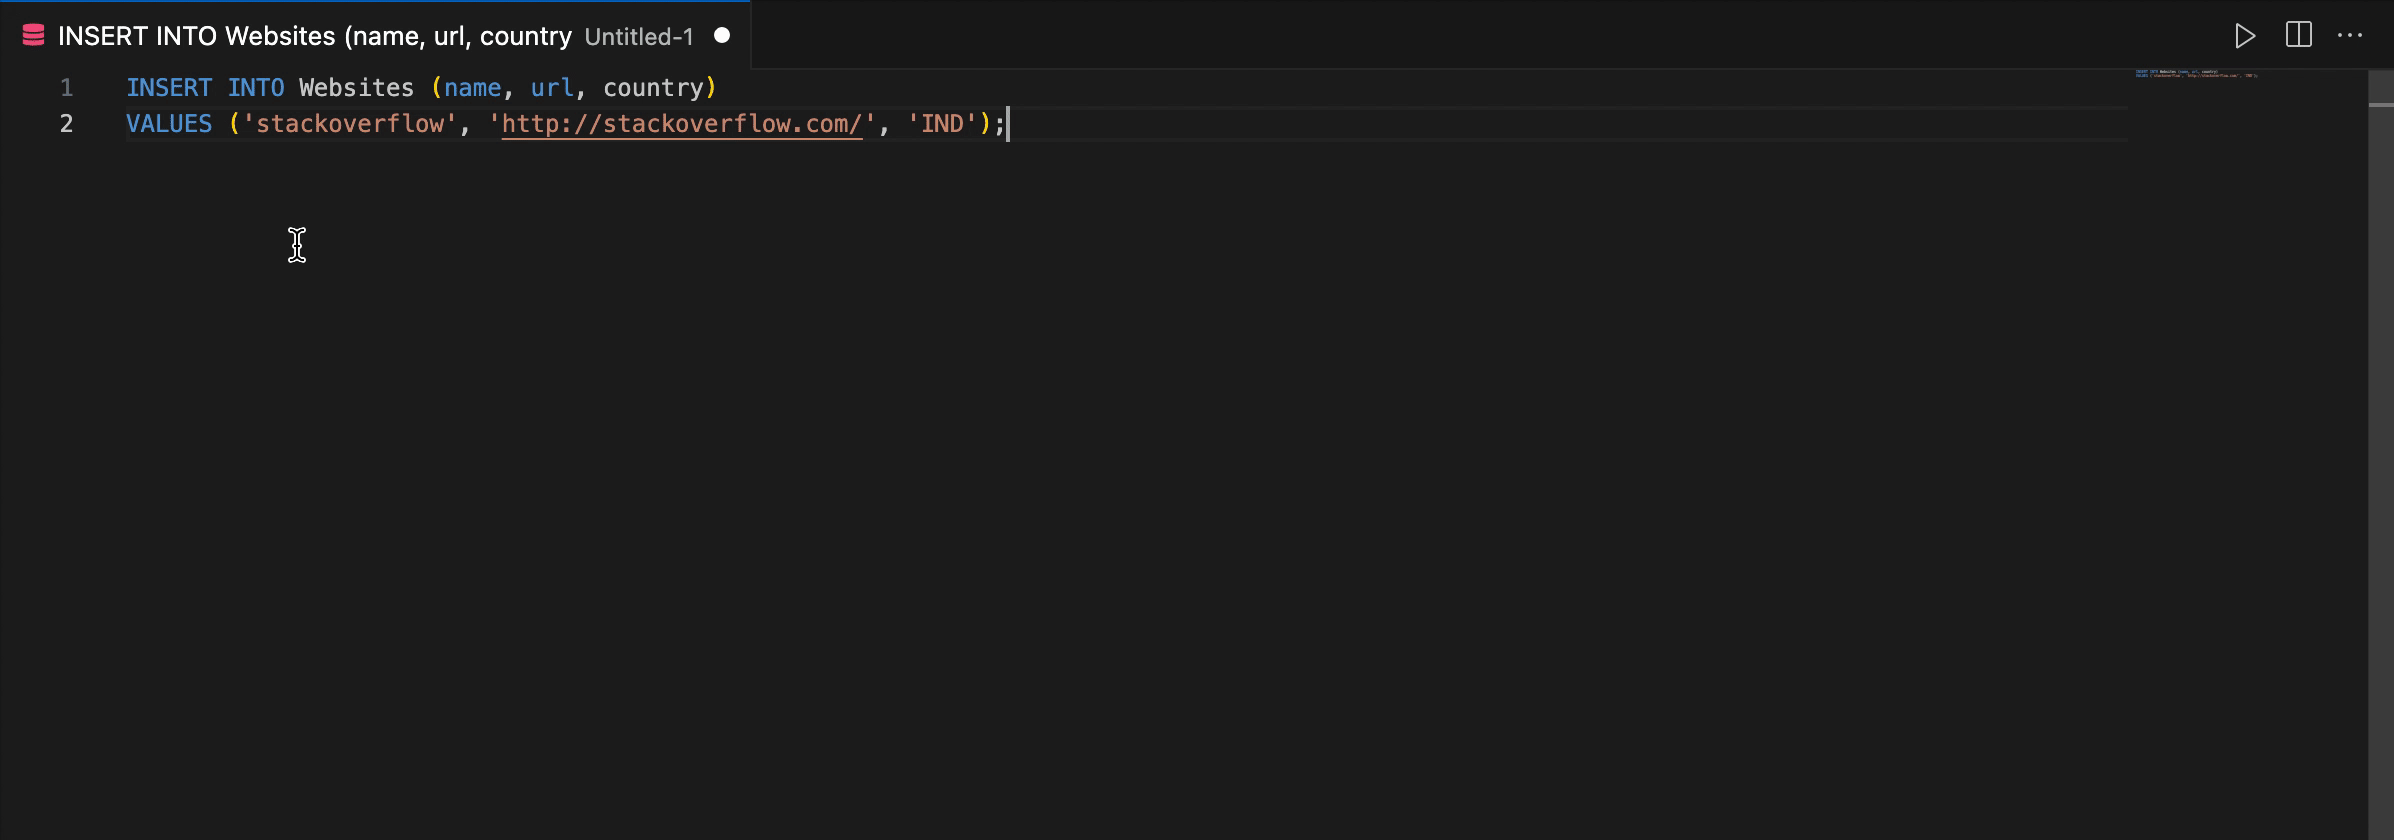 INSERT INTO Websites (name, url, country Untitled-1
1 INSERT INTO Websites (name, url, country)
2 VALUES ('stackoverflow', 'http://stackoverflow.com/', 'IND');